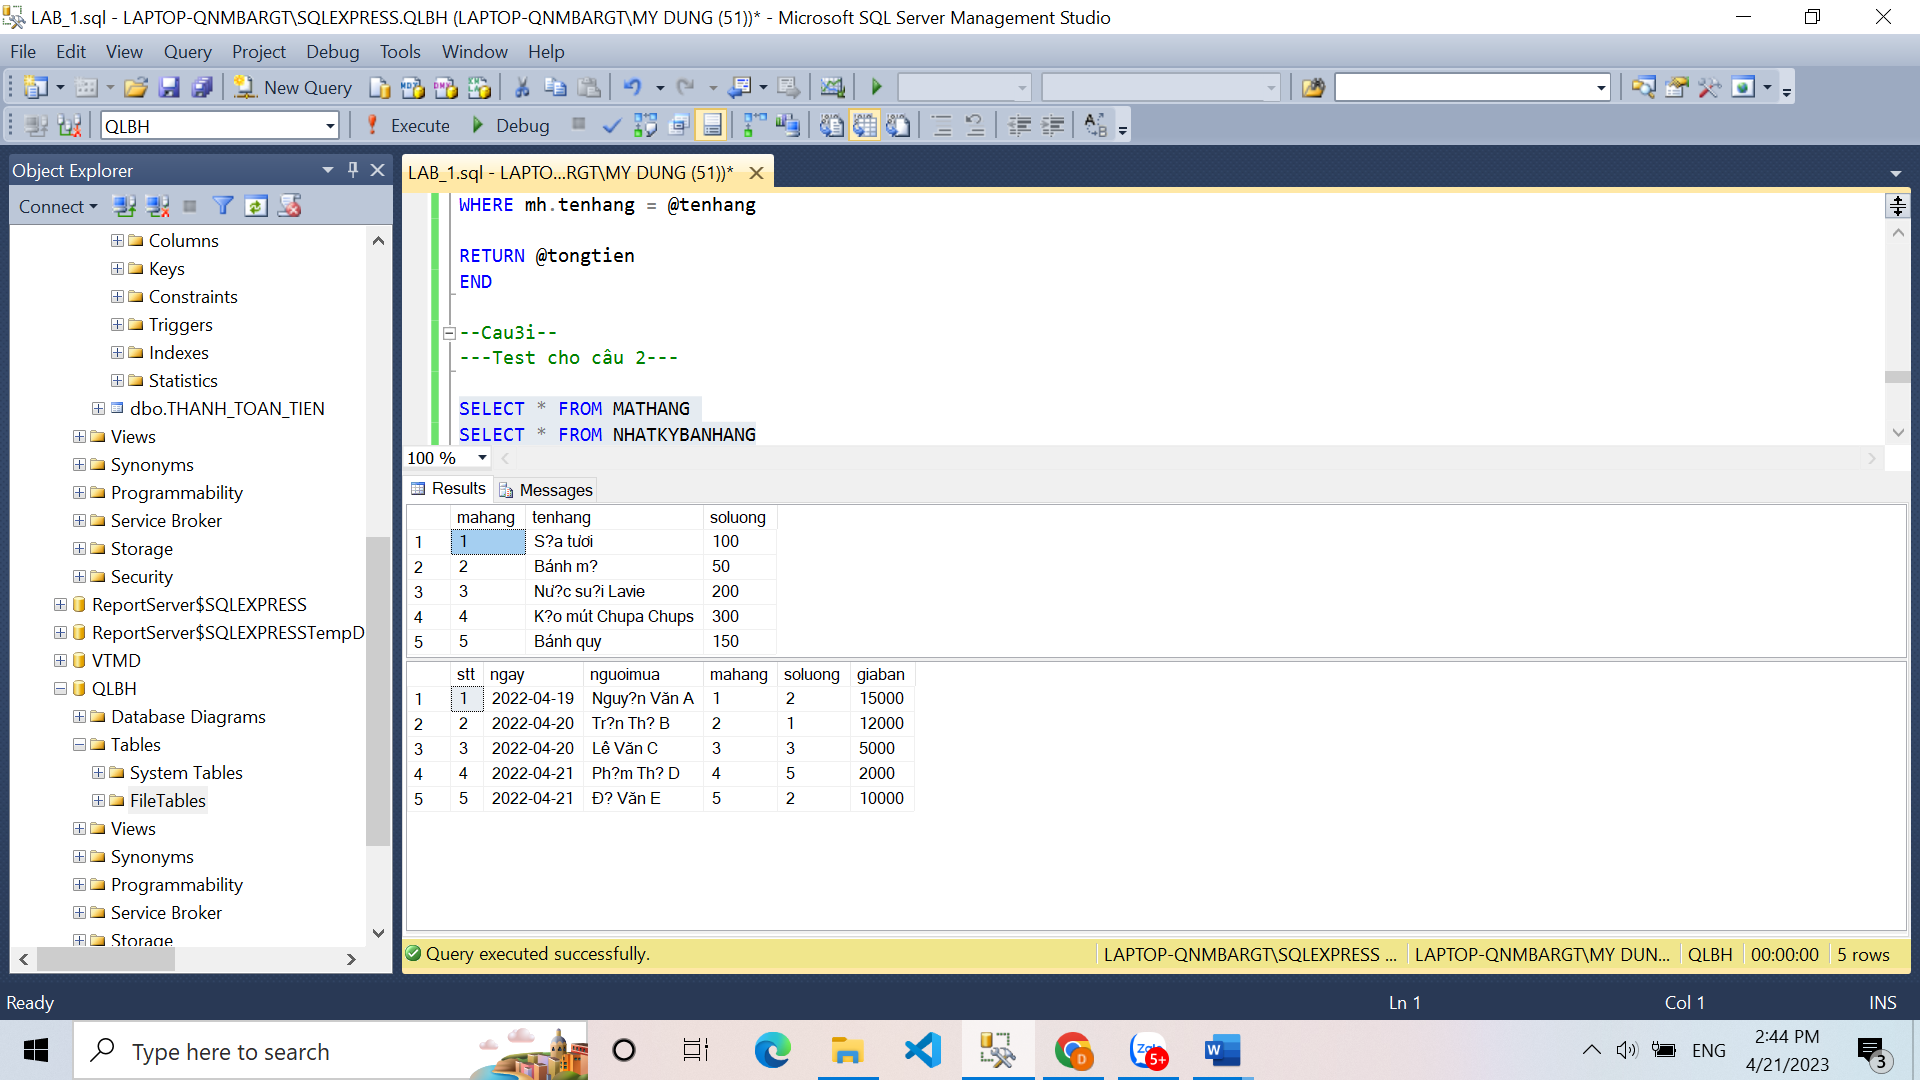 LAB_1.sql - LAPTOP-QNMBARGT\SQLEXPRESS.QLBH (LAPTOP-QNMBARGT\MY DUNG (51))* - Microsoft SQL Server Management Studio
File Edit View Query Project Debug Tools Window Help
New Query
QLBH Execute Debug
Object Explorer
Connect
Columns
Keys
Constraints
Triggers
Indexes
Statistics
dbo.THANH_TOAN_TIEN
Views
Synonyms
Programmability
Service Broker
Storage
Security
ReportServer$SQLEXPRESS
ReportServer$SQLEXPRESSTempD
VTMD
QLBH
Database Diagrams
Tables
System Tables
FileTables
Views
Synonyms
Programmability
Service Broker
Storage
LAB_1.sql - LAPTO...RGT\MY DUNG (51))*
WHERE mh.tenhang = @tenhang
RETURN @tongtien
END
--Cau3i--
---Test cho câu 2---
SELECT * FROM MATHANG
SELECT * FROM NHATKYBANHANG
100 %
Results Messages
mahang tenhang soluong
1 1 S?a tươi 100
2 2 Bánh m? 50
3 3 Nư?c su?i Lavie 200
4 4 K?o mút Chupa Chups 300
5 5 Bánh quy 150
stt ngay nguoimua mahang soluong giaban
1 1 2022-04-19 Nguy?n Văn A 1 2 15000
2 2 2022-04-20 Tr?n Th? B 2 1 12000
3 3 2022-04-20 Lê Văn C 3 3 5000
4 4 2022-04-21 Ph?m Th? D 4 5 2000
5 5 2022-04-21 Đ? Văn E 5 2 10000
Query executed successfully. LAPTOP-QNMBARGT\SQLEXPRESS ... LAPTOP-QNMBARGT\MY DUN... QLBH 00:00:00 5 rows
Ready Ln 1 Col 1 INS
Type here to search
Zalo 5+
D
W
ENG
2:44 PM
4/21/2023
3